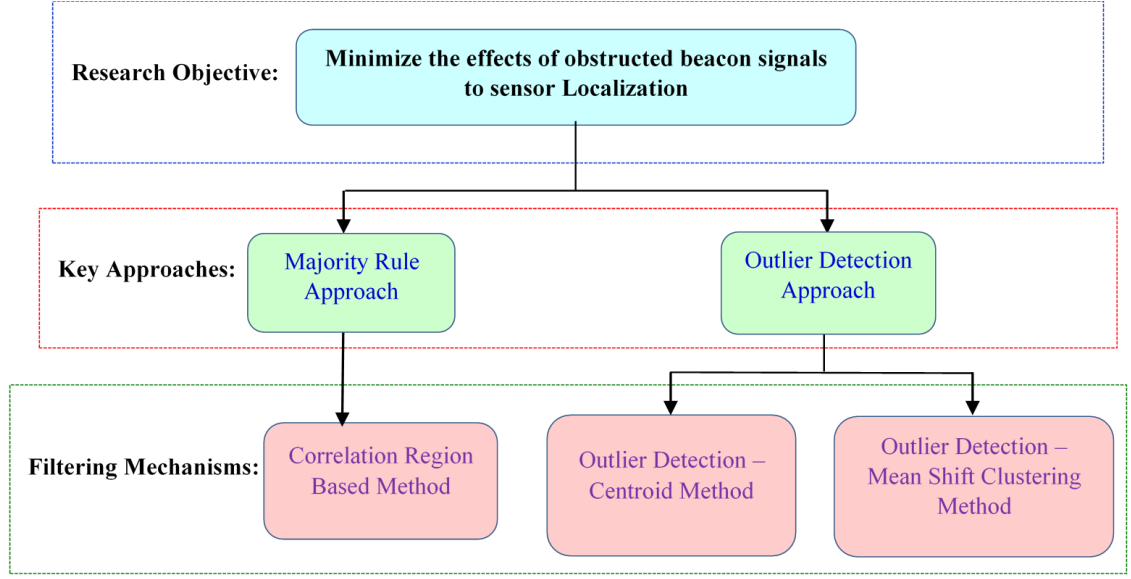 Research Objective:
Minimize the effects of obstructed beacon signals
to sensor Localization
Key Approaches:
Majority Rule
Approach
Outlier Detection
Approach
Filtering Mechanisms:
Correlation Region
Based Method
Outlier Detection –
Centroid Method
Outlier Detection –
Mean Shift Clustering
Method